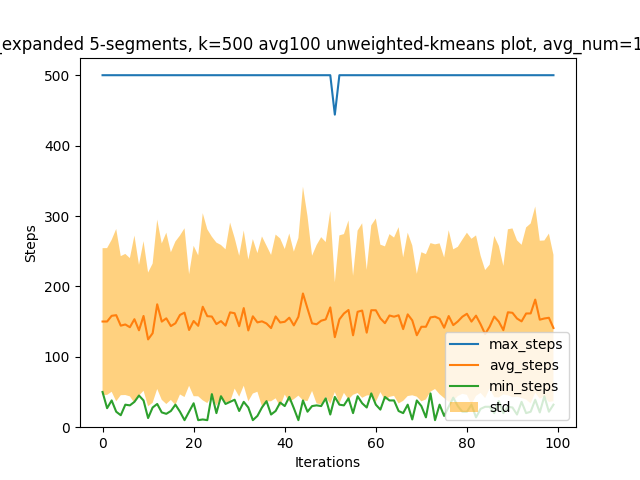 _expanded 5-segments, k=500 avg100 unweighted-kmeans plot, avg_num=1
500
400
300
200
100
0
Steps
max_steps
avg_steps
min_steps
std
0 20 40 60 80 100
Iterations